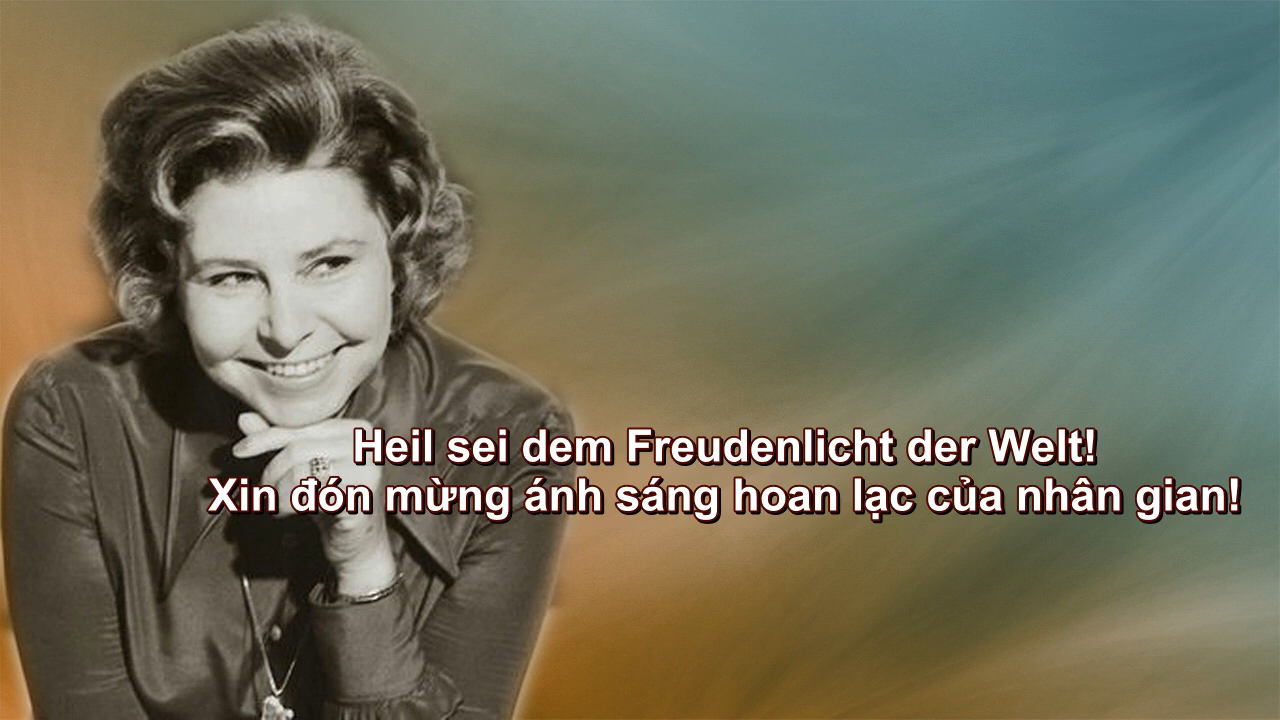 Heil sei dem Freudenlicht der Welt!
Xin đón mừng ánh sáng hoan lạc của nhân gian!